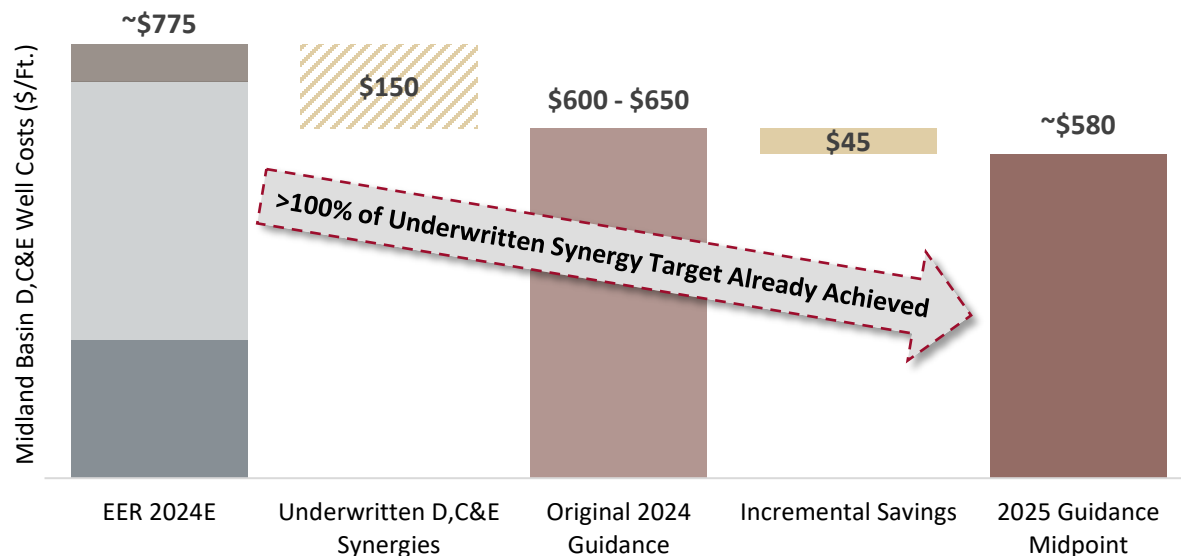 Midland Basin D,C&E Well Costs ($/Ft.)
~$775
$150
$600 - $650
$45
~$580
>100% of Underwritten Synergy Target Already Achieved
EER 2024E
Underwritten D,C&E
Synergies
Original 2024
Guidance
Incremental Savings
2025 Guidance
Midpoint